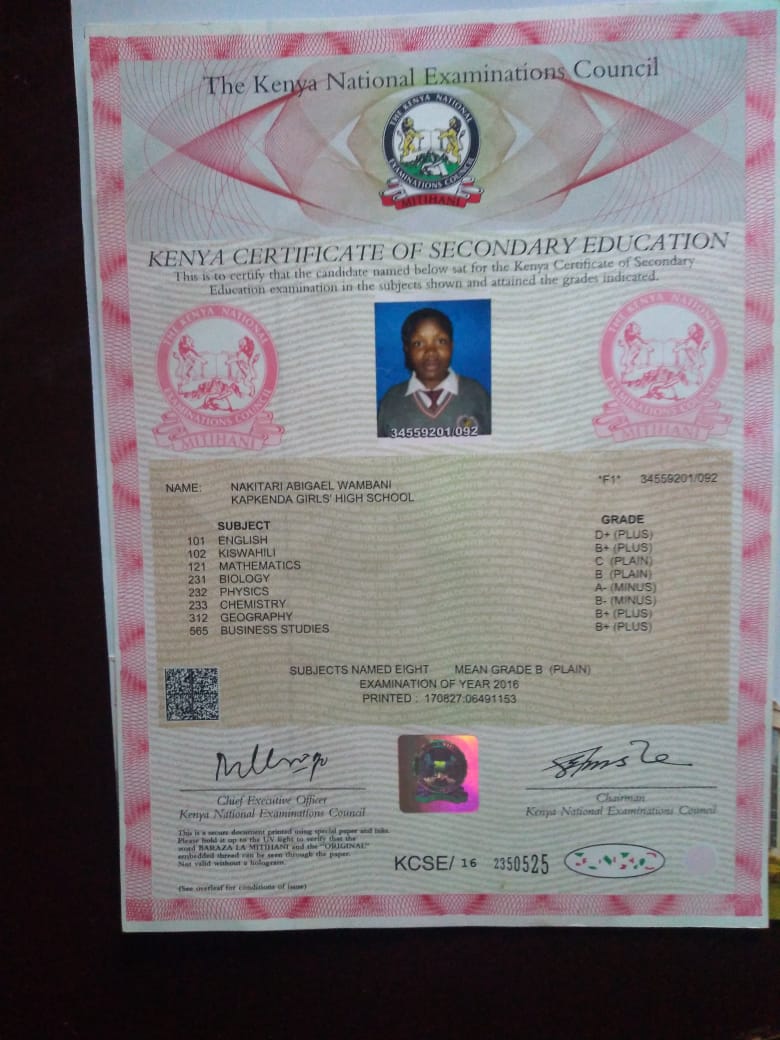 The Kenya National Examinations Council
THE KENYA NATIONAL
EXAMINATIONS COUNCIL
MITIHANI
KENYA CERTIFICATE OF SECONDARY EDUCATION
This is to certify that the candidate named below sat for the Kenya Certificate of Secondary
Education examination in the subjects shown and attained the grades indicated.
THE KENYA NATIONAL
EXAMINATIONS COUNCIL
MITIHANI
THE KENYA NATIONAL
EXAMINATIONS COUNCIL
MITIHANI
34559201/092
NAME: NAKITARI ABIGAEL WAMBANI *F1* 34559201/092
KAPKENDA GIRLS' HIGH SCHOOL
SUBJECT GRADE
101 ENGLISH D+ (PLUS)
102 KISWAHILI B+ (PLUS)
121 MATHEMATICS C (PLAIN)
231 BIOLOGY B (PLAIN)
232 PHYSICS A- (MINUS)
233 CHEMISTRY B- (MINUS)
312 GEOGRAPHY B+ (PLUS)
565 BUSINESS STUDIES B+ (PLUS)
SUBJECTS NAMED EIGHT MEAN GRADE B (PLAIN)
EXAMINATION OF YEAR 2016
PRINTED : 170827:06491153
Chief Executive Officer
Kenya National Examinations Council
Chairman
Kenya National Examinations Council
This is a secure document printed using special paper and inks.
Please hold it up to the UV light to verify that the
word BARAZA LA MITIHANI and the "ORIGINAL"
embedded thread can be seen through the paper.
Not valid without a hologram.
(See overleaf for conditions of issue)
KCSE/ 16 2350525